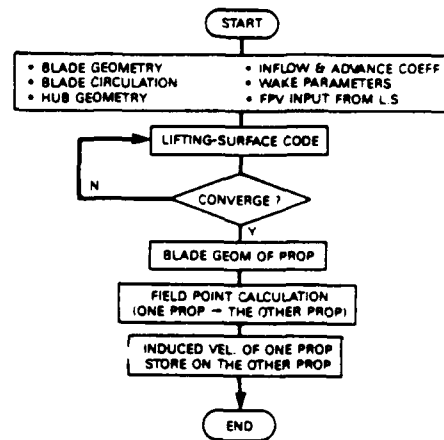 START
• BLADE GEOMETRY
• BLADE CIRCULATION
• HUB GEOMETRY
• INFLOW & ADVANCE COEFF
• WAKE PARAMETERS
• FPV INPUT FROM L.S
LIFTING-SURFACE CODE
N
CONVERGE ?
Y
BLADE GEOM OF PROP
FIELD POINT CALCULATION
(ONE PROP → THE OTHER PROP)
INDUCED VEL. OF ONE PROP
STORE ON THE OTHER PROP
END